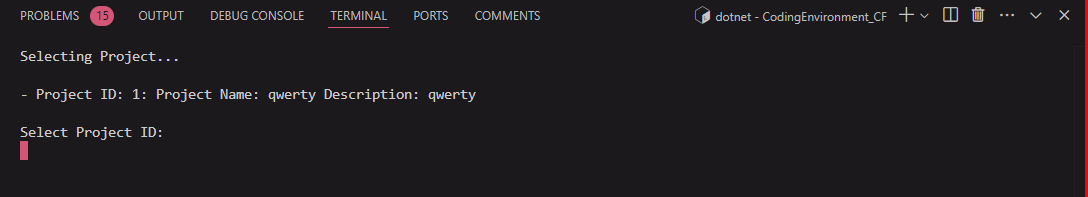 PROBLEMS 15 OUTPUT DEBUG CONSOLE TERMINAL PORTS COMMENTS dotnet - CodingEnvironment_CF
Selecting Project...
- Project ID: 1: Project Name: qwerty Description: qwerty
Select Project ID: